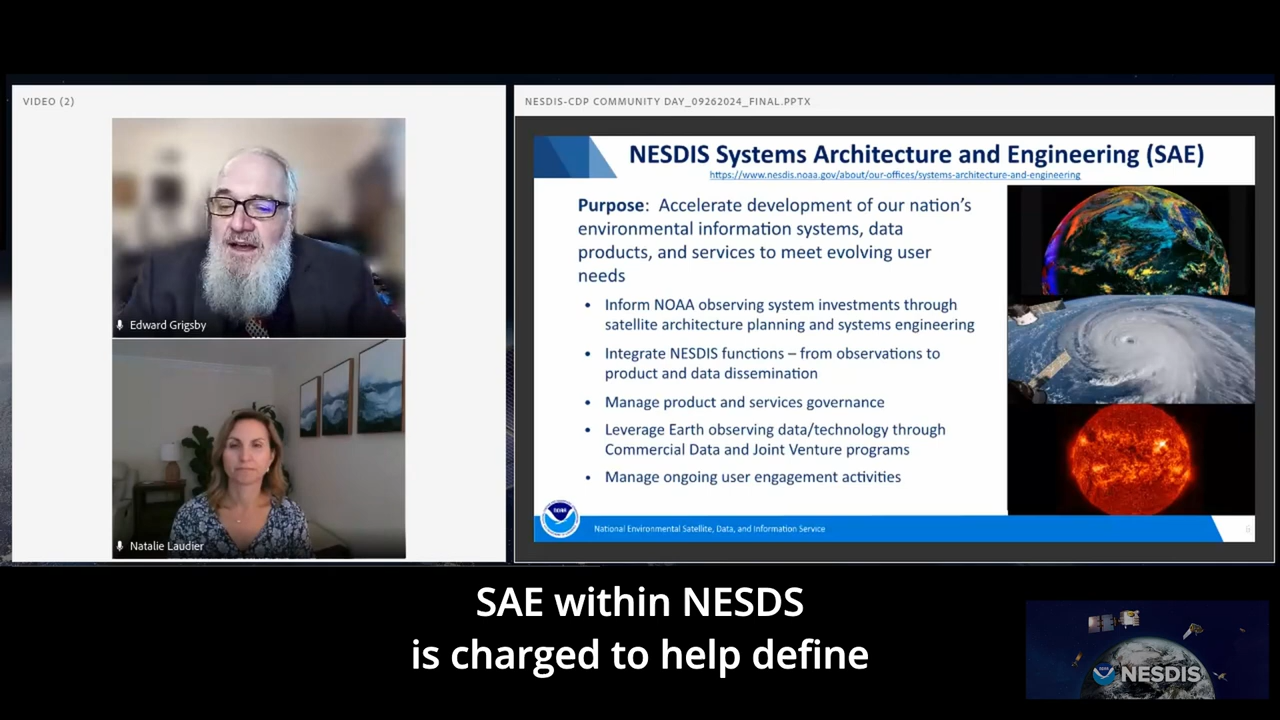 VIDEO (2)
Edward Grigsby
Natalie Laudier
NESDIS-CDP COMMUNITY DAY_09262024_FINAL.PPTX
NESDIS Systems Architecture and Engineering (SAE)
https://www.nesdis.noaa.gov/about/our-offices/systems-architecture-and-engineering
Purpose: Accelerate development of our nation's
environmental information systems, data
products, and services to meet evolving user
needs
• Inform NOAA observing system investments through
satellite architecture planning and systems engineering
• Integrate NESDIS functions – from observations to
product and data dissemination
• Manage product and services governance
• Leverage Earth observing data/technology through
Commercial Data and Joint Venture programs
• Manage ongoing user engagement activities
NOAA
National Environmental Satellite, Data, and Information Service
SAE within NESDS
is charged to help define
NESDIS